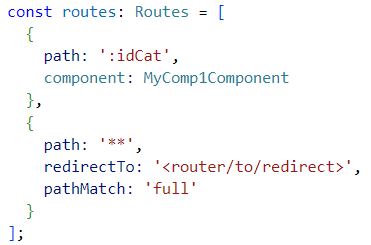 const routes: Routes = [
  {
    path: ':idCat',
    component: MyComp1Component
  },
  {
    path: '**',
    redirectTo: '<router/to/redirect>',
    pathMatch: 'full'
  }
];